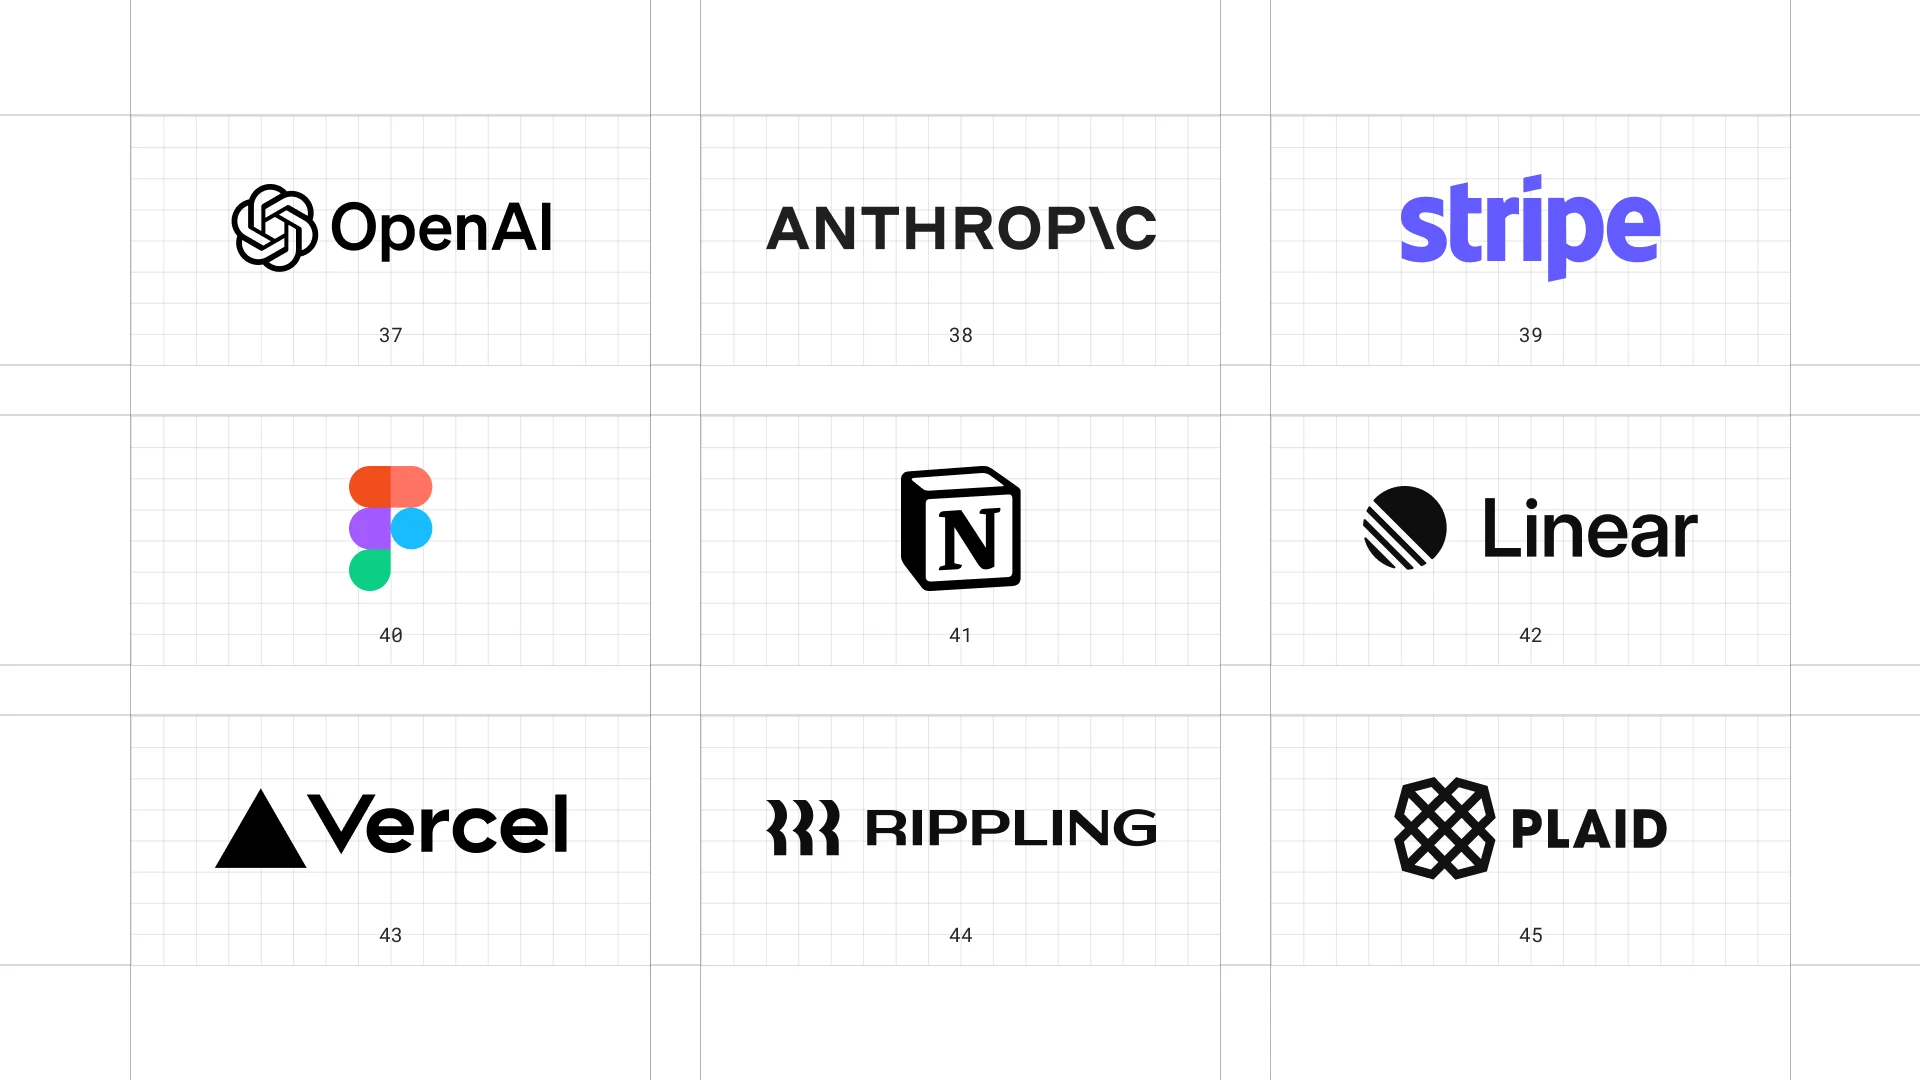 OpenAI
ANTHROP\C
stripe
37
38
39
N
Linear
40
41
42
Vercel
RIPPLING
PLAID
43
44
45